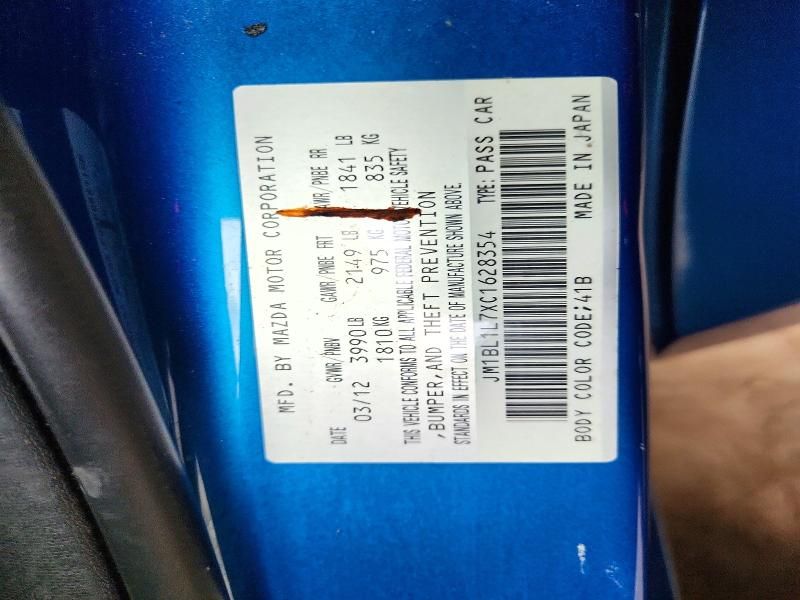 MFD. BY MAZDA MOTOR CORPORATION
DATE GVWR/PNBV GAWR/PNBE FRT GAWR/PNBE RR
03/12 3990LB 2149 LB 1841 LB
1810KG 975 KG 835 KG
THIS VEHICLE CONFORMS TO ALL APPLICABLE FEDERAL MOTOR VEHICLE SAFETY
,BUMPER,AND THEFT PREVENTION
STANDARDS IN EFFECT ON THE DATE OF MANUFACTURE SHOWN ABOVE.
JM1BL1L7XC1628354 TYPE: PASS CAR
BODY COLOR CODE;41B MADE IN JAPAN